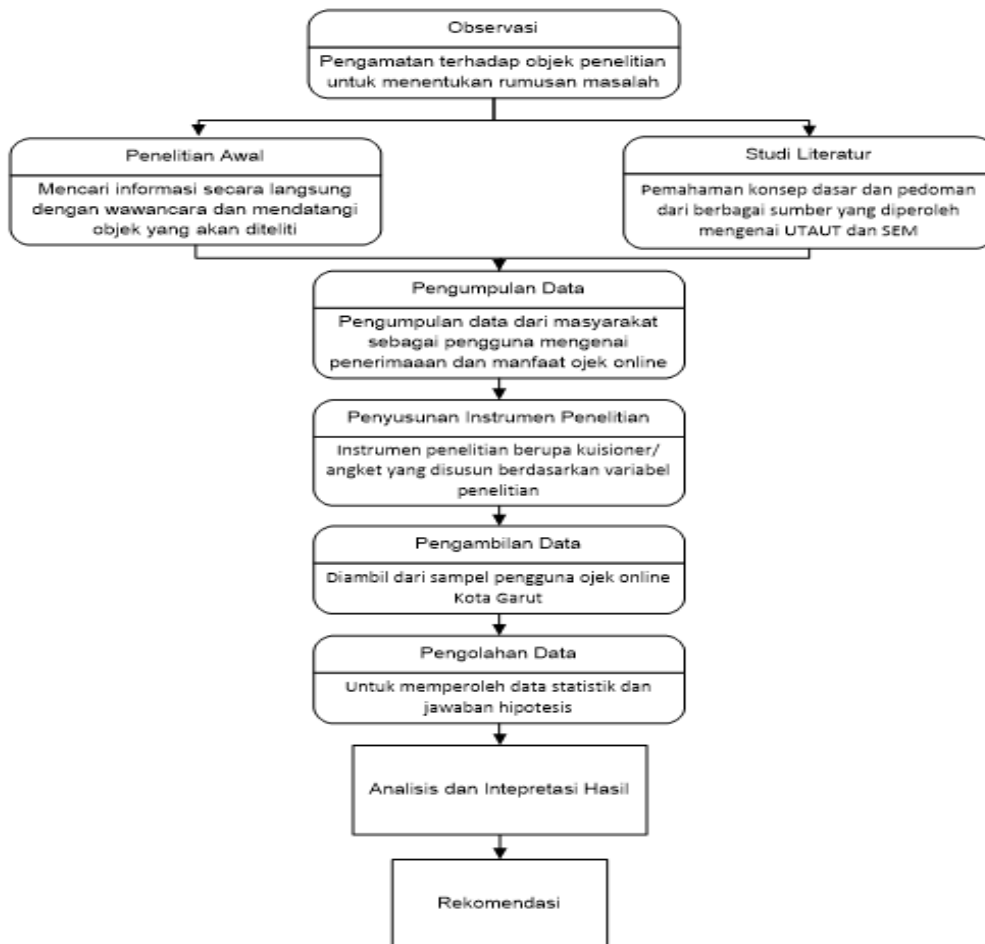 Observasi
Pengamatan terhadap objek penelitian
untuk menentukan rumusan masalah
Penelitian Awal
Mencari informasi secara langsung
dengan wawancara dan mendatangi
objek yang akan diteliti
Studi Literatur
Pemahaman konsep dasar dan pedoman
dari berbagai sumber yang diperoleh
mengenai UTAUT dan SEM
Pengumpulan Data
Pengumpulan data dari masyarakat
sebagai pengguna mengenai
penerimaaan dan manfaat ojek online
Penyusunan Instrumen Penelitian
Instrumen penelitian berupa kuisioner/
angket yang disusun berdasarkan variabel
penelitian
Pengambilan Data
Diambil dari sampel pengguna ojek online
Kota Garut
Pengolahan Data
Untuk memperoleh data statistik dan
jawaban hipotesis
Analisis dan Intepretasi Hasil
Rekomendasi